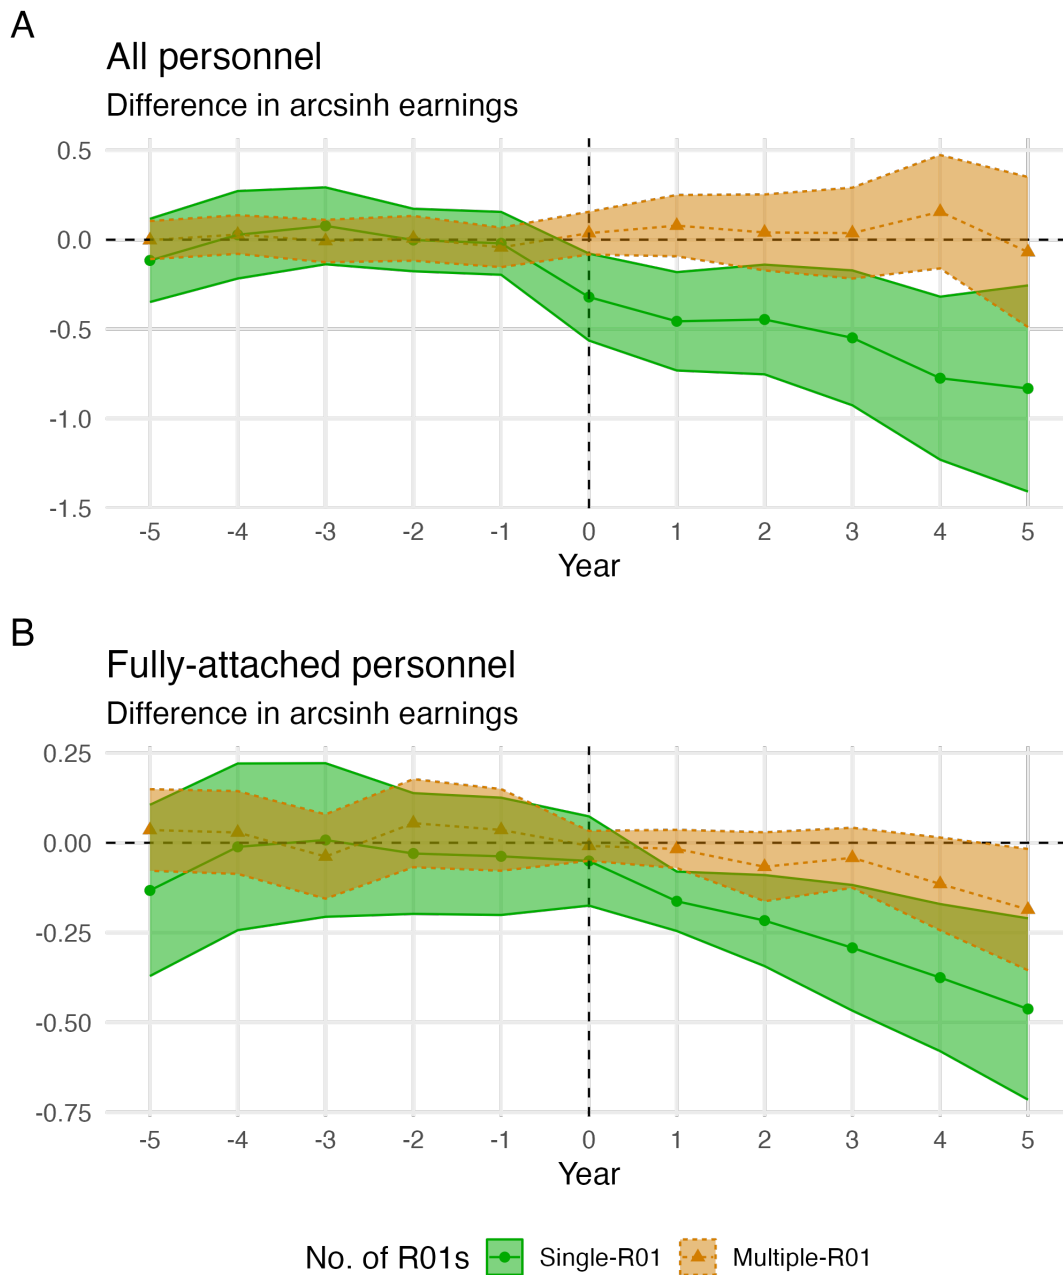 A
All personnel
Difference in arcsinh earnings
0.5
0.0
-0.5
-1.0
-1.5
-5 -4 -3 -2 -1 0 1 2 3 4 5
Year
B
Fully-attached personnel
Difference in arcsinh earnings
0.25
0.00
-0.25
-0.50
-0.75
-5 -4 -3 -2 -1 0 1 2 3 4 5
Year
No. of R01s Single-R01 Multiple-R01